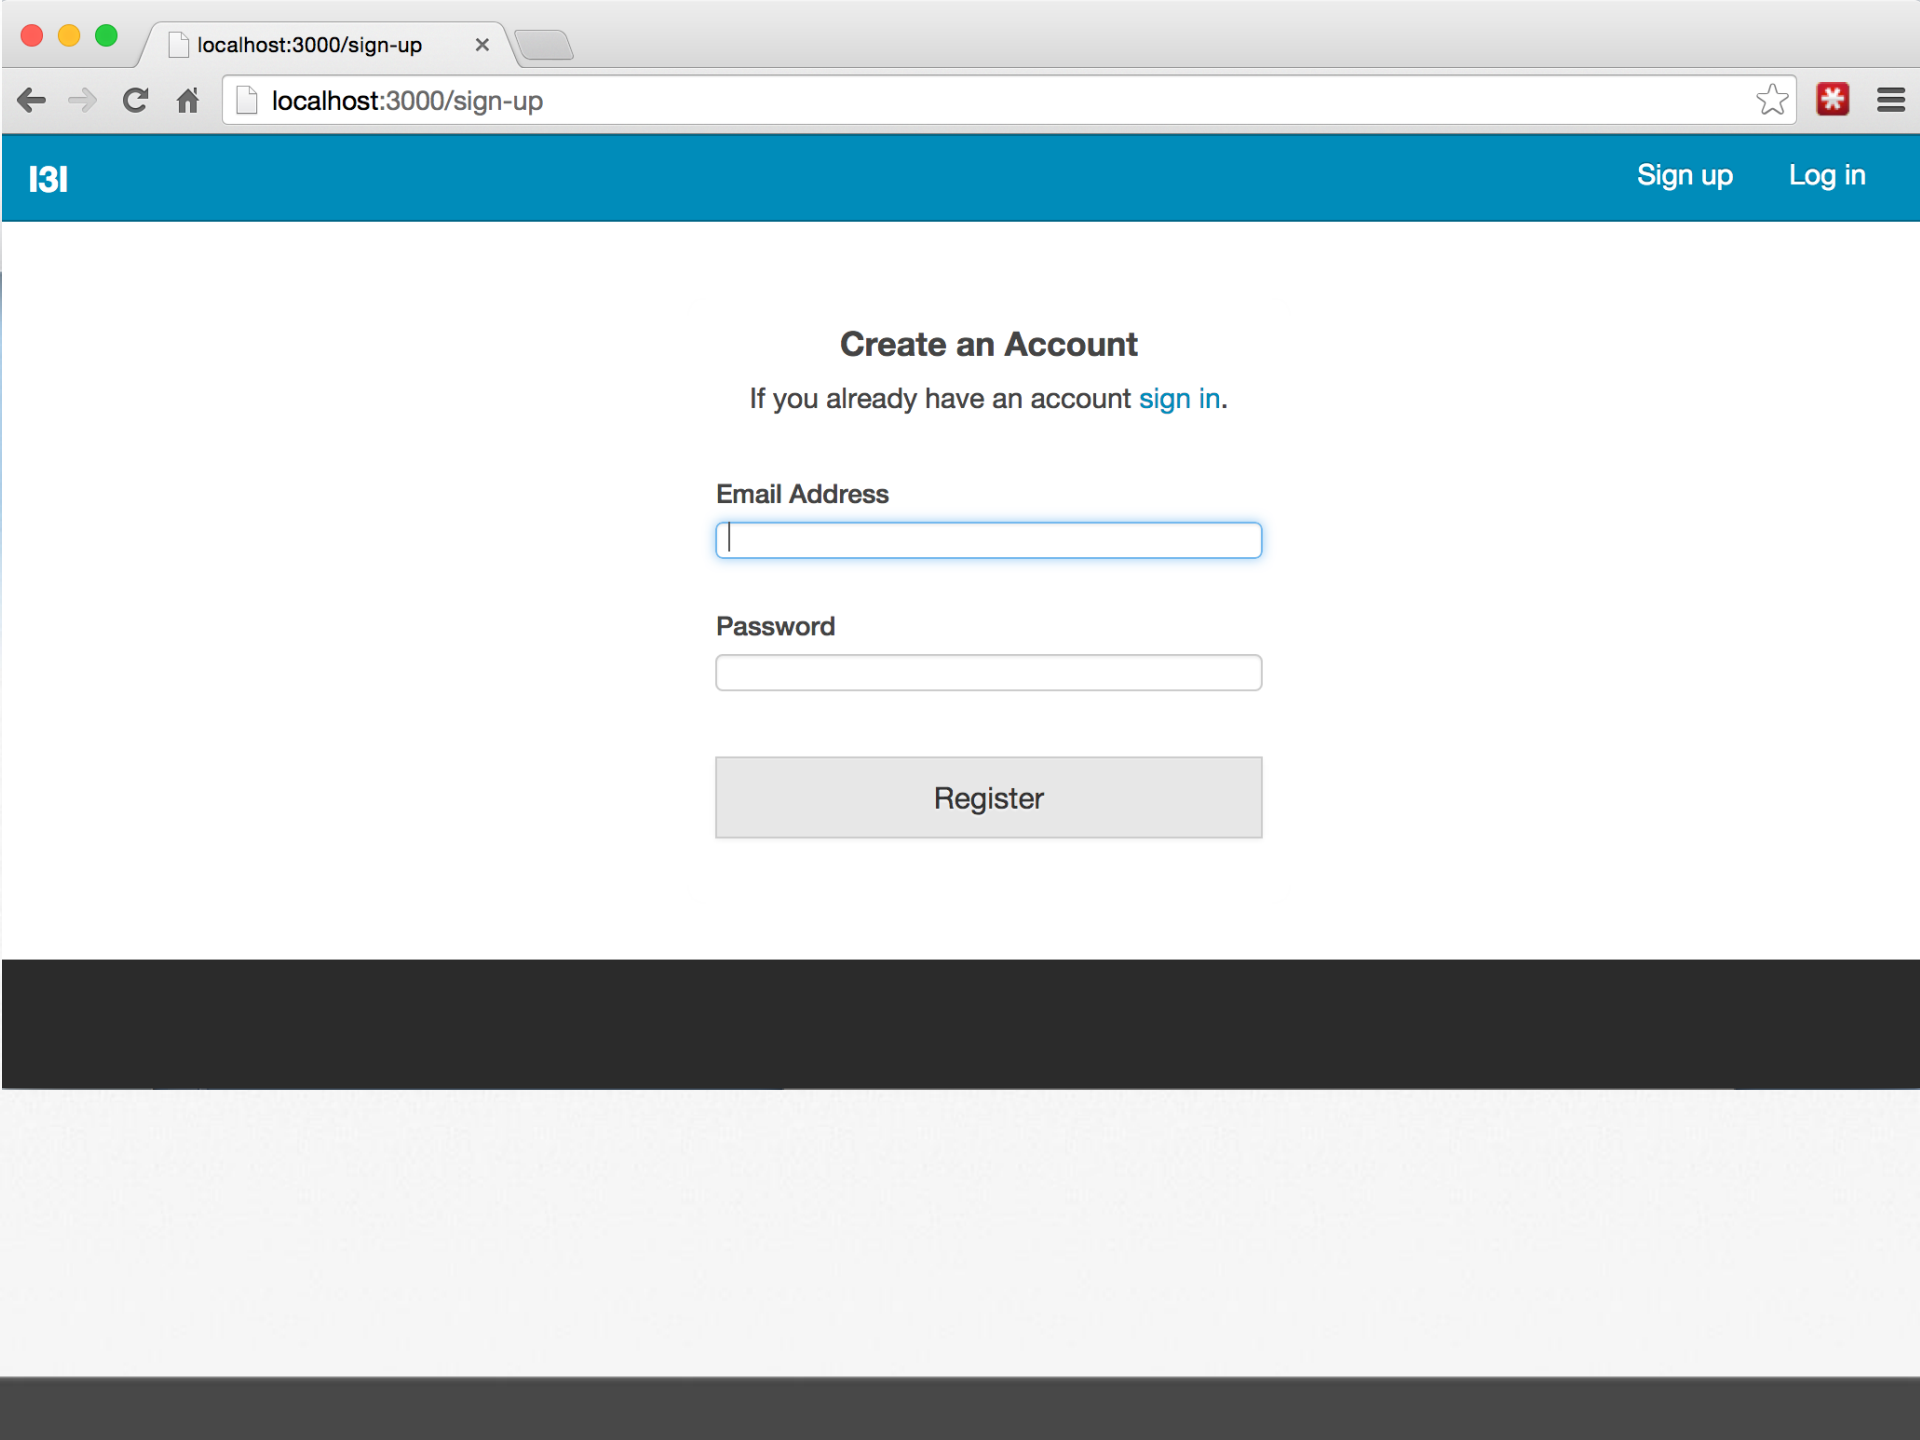 localhost:3000/sign-up
localhost:3000/sign-up
I3I
Sign up
Log in
Create an Account
If you already have an account sign in.
Email Address
Password
Register